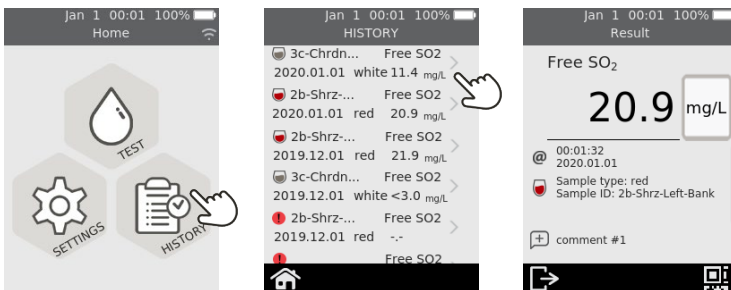 Jan 1 00:01 100%
Home
TEST
SETTINGS
HISTORY
Jan 1 00:01 100%
HISTORY
3c-Chrdn... Free SO2
2020.01.01 white 11.4 mg/L
2b-Shrz-... Free SO2
2020.01.01 red 20.9 mg/L
2b-Shrz-... Free SO2
2019.12.01 red 21.9 mg/L
3c-Chrdn... Free SO2
2019.12.01 white <3.0 mg/L
2b-Shrz-... Free SO2
2019.12.01 red -.-
Free SO2
Jan 1 00:01 100%
Result
Free SO₂
20.9 mg/L
@ 00:01:32
2020.01.01
Sample type: red
Sample ID: 2b-Shrz-Left-Bank
comment #1